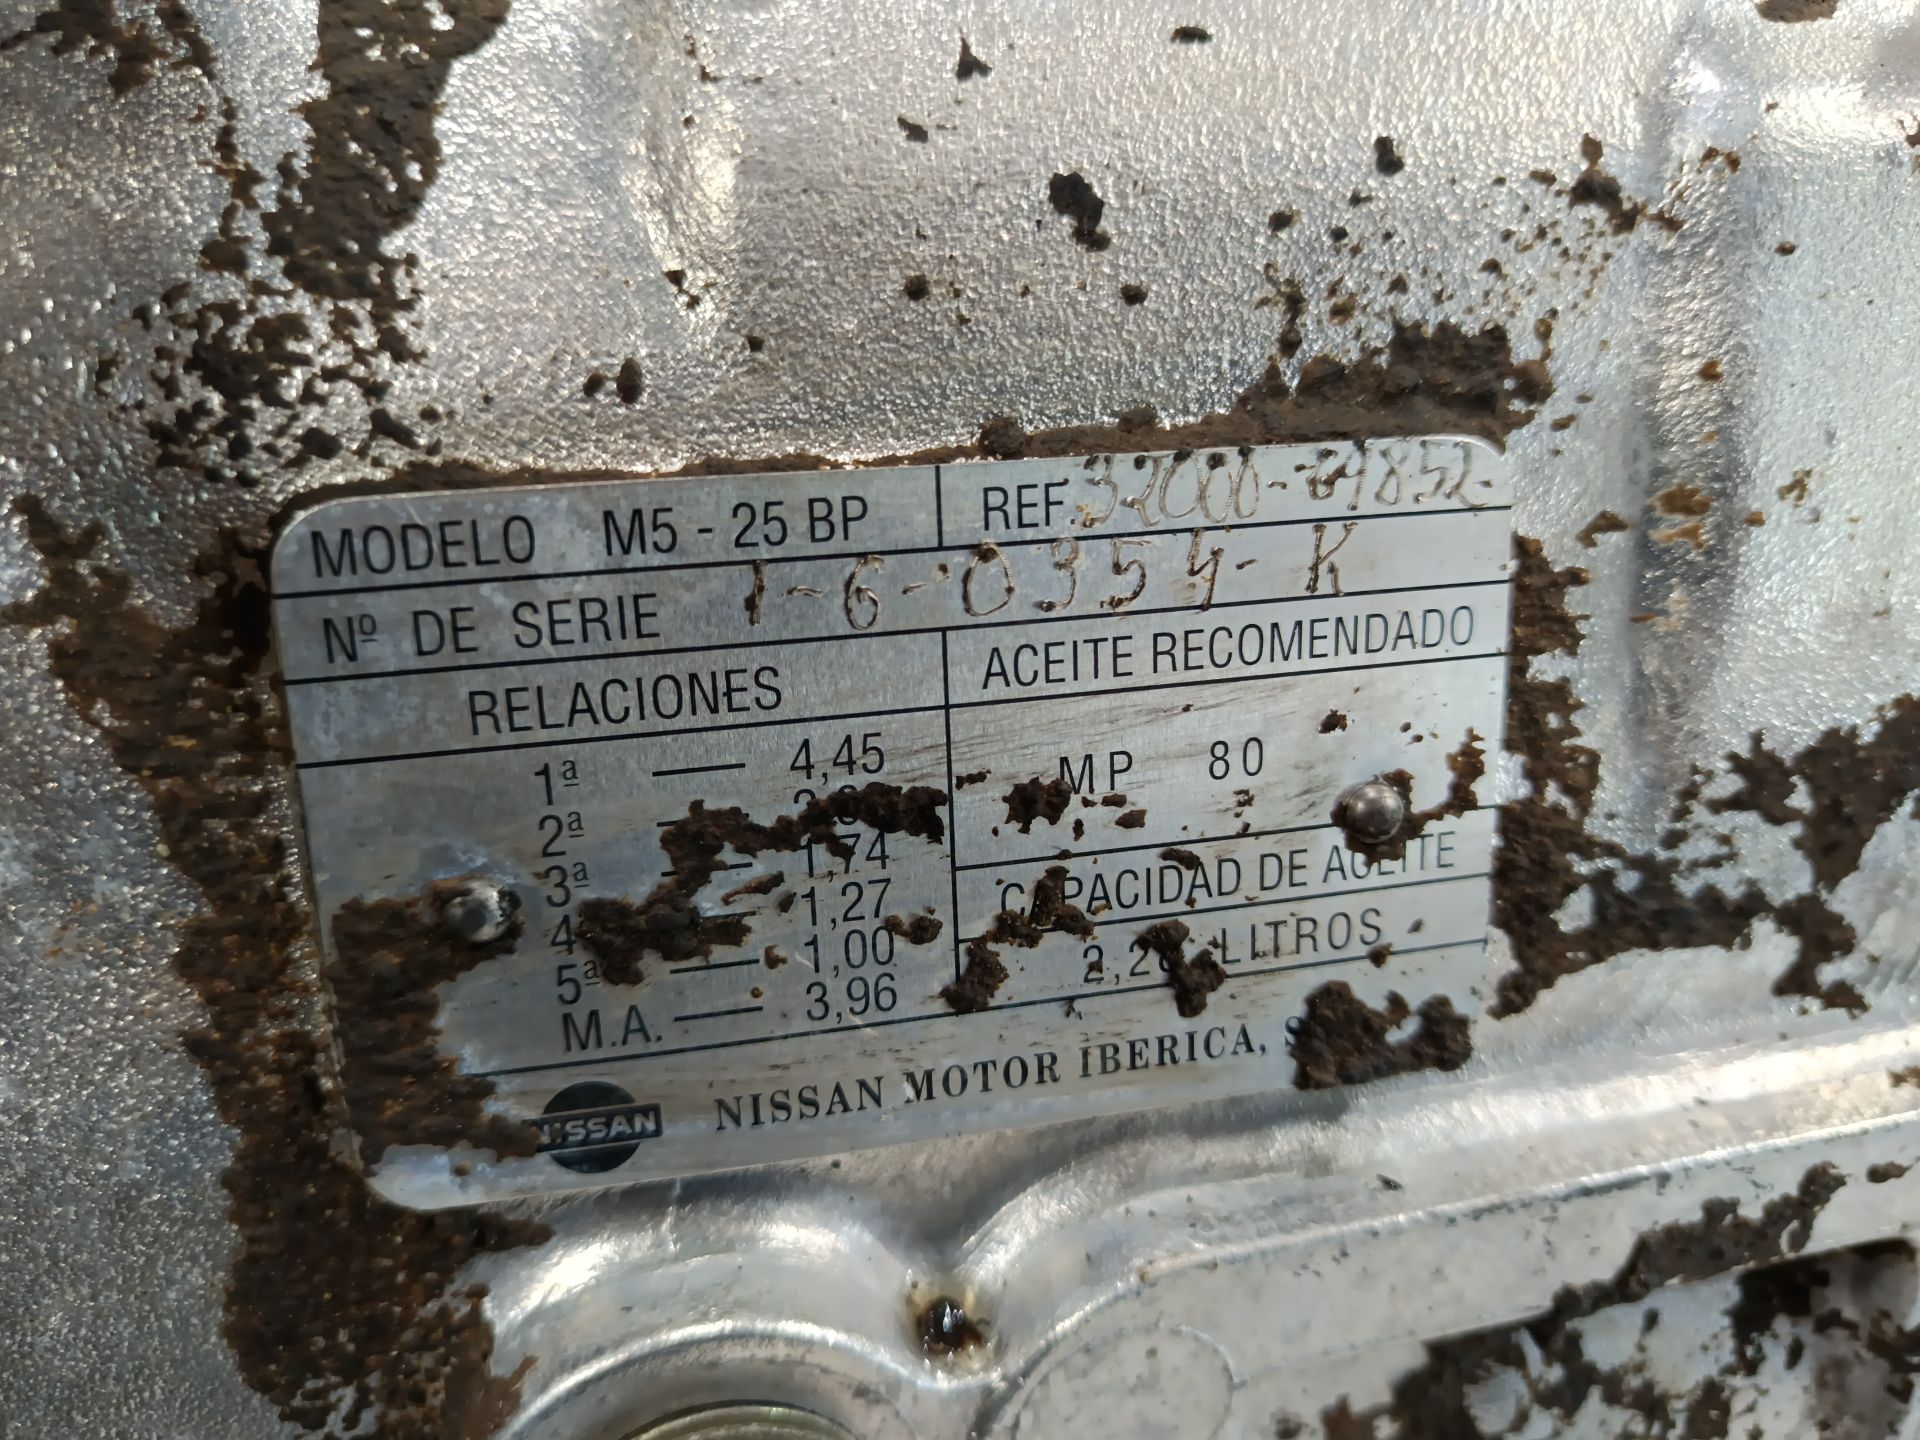 MODELO M5 - 25 BP REF. 32000-
Nº DE SERIE 1-6-0354-K
RELACIONES ACEITE RECOMENDADO
1ª — 4,45 MP 80
2ª —
3ª — 1,74 CAPACIDAD DE ACEITE
4 — 1,27
5ª — 1,00 LITROS
M.A. — 3,96
NISSAN NISSAN MOTOR IBERICA,